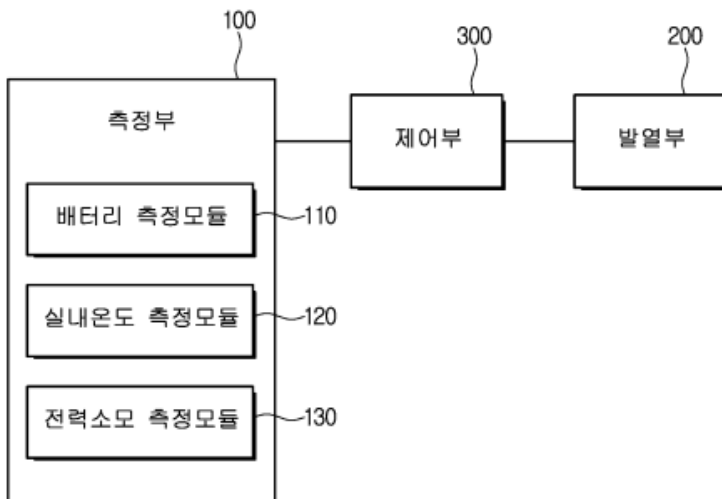 100
300
200
측정부
제어부
발열부
배터리 측정모듈
110
실내온도 측정모듈
120
전력소모 측정모듈
130